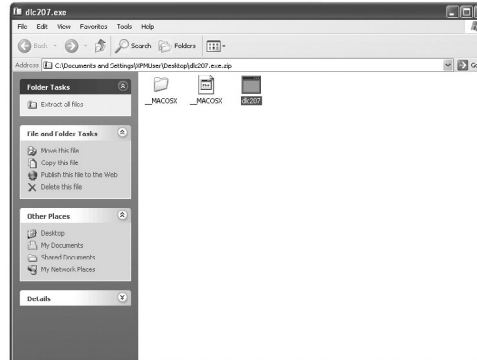 dlc207.exe
File Edit View Favorites Tools Help
Back Search Folders
Address C:\Documents and Settings\XPMUser\Desktop\dlc207.exe.zip Go
Folder Tasks
Extract all files
__MACOSX __MACOSX dlc207
File and Folder Tasks
Move this file
Copy this file
Publish this file to the Web
Delete this file
Other Places
Desktop
My Documents
Shared Documents
My Network Places
Details